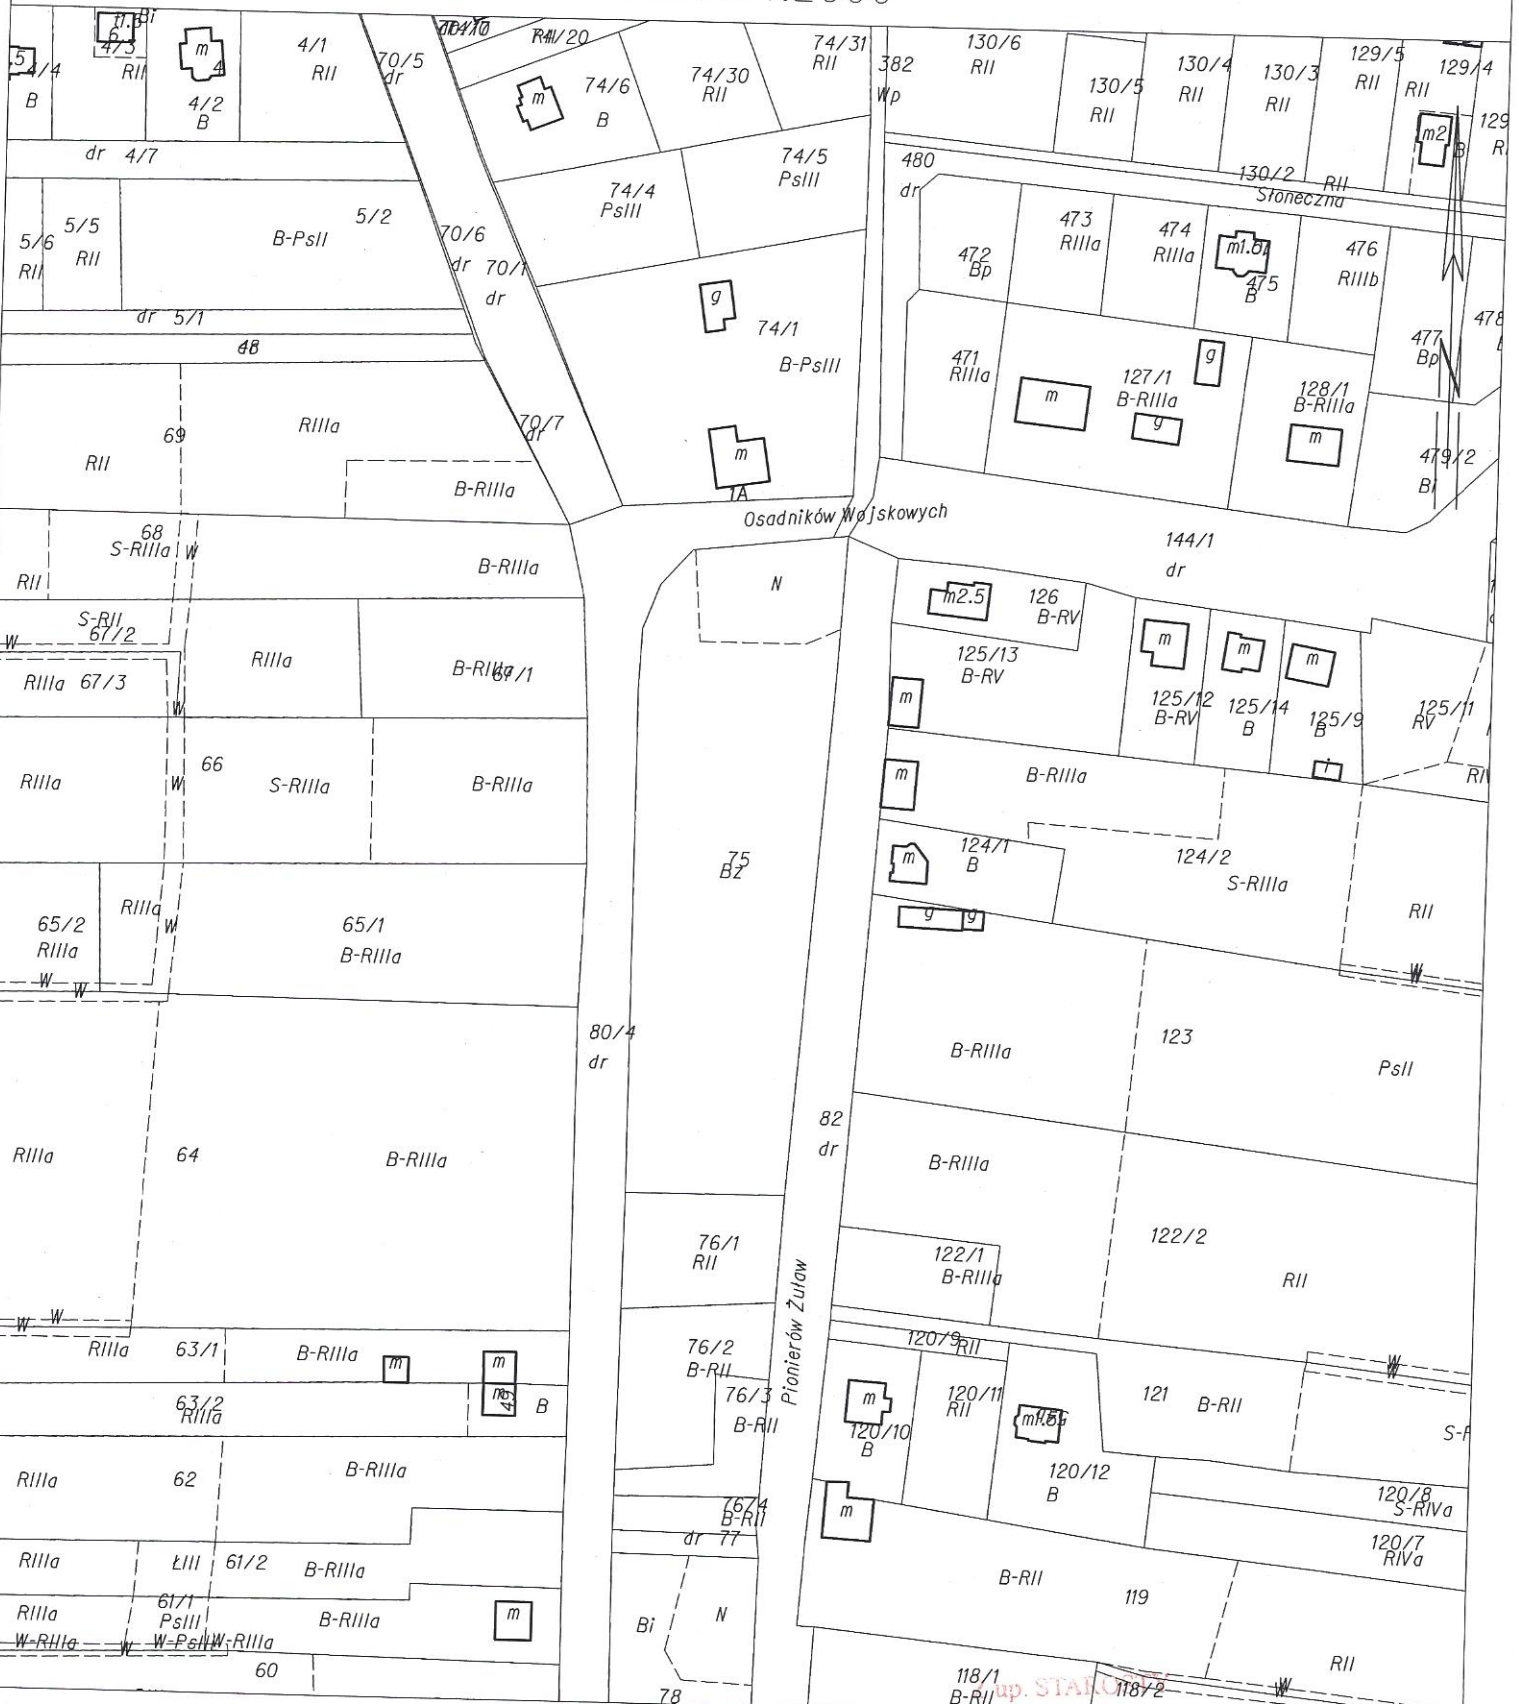 Bi
4/3
RII
4/4
B
m
4
4/2
B
4/1
RII
70/5
dr
74/20
m
74/6
B
74/30
RII
74/31
RII
382
Wp
130/6
RII
130/5
RII
130/4
RII
130/3
RII
129/5
RII
RII
129/4
m2
B
dr 4/7
74/4
PsIII
74/5
PsIII
480
dr
130/2 RII
Słoneczna
5/6
RII
5/5
RII
B-PsII
5/2
70/6
dr
70/1
dr
472
Bp
473
RIIIa
474
RIIIa
475
B
476
RIIIb
477
Bp
478
dr 5/1
48
g
74/1
B-PsIII
471
RIIIa
m
127/1
B-RIIIa
g
g
128/1
B-RIIIa
m
479/2
Bi
69
RII
RIIIa
70/7
dr
B-RIIIa
m
1A
Osadników Wojskowych
144/1
dr
68
S-RIIIa
W
RII
B-RIIIa
N
m2.5
126
B-RV
S-RII
67/2
W
RIIIa 67/3
W
RIIIa
B-RIIIa
67/1
125/13
B-RV
m
m
125/12
B-RV
m
125/14
B
m
125/9
B
i
125/11
RV
RIIIa
66
W
S-RIIIa
B-RIIIa
m
B-RIIIa
75
Bz
m
124/1
B
124/2
S-RIIIa
RII
65/2
RIIIa
RIIIa
W
65/1
B-RIIIa
W
W
g
g
W
80/4
dr
B-RIIIa
123
PsII
RIIIa
64
B-RIIIa
82
dr
B-RIIIa
76/1
RII
122/1
B-RIIIa
122/2
RII
W
W
Pionierów Żuław
RIIIa
63/1
B-RIIIa
m
m
76/2
B-RII
120/9
RII
W
W
63/2
RIIIa
m
49
B
76/3
B-RII
m
120/10
B
120/11
RII
121
B-RII
RIIIa
62
B-RIIIa
120/12
B
120/8
S-RIVa
76/4
B-RII
dr 77
m
120/7
RIVa
RIIIa
ŁIII
61/2
B-RIIIa
B-RII
119
RIIIa
61/1
PsIII
B-RIIIa
m
Bi
N
W-RIIIa
W
W-PsIII
W-RIIIa
RII
60
78
118/1
B-RII
up. STAROSTY
118/2
W